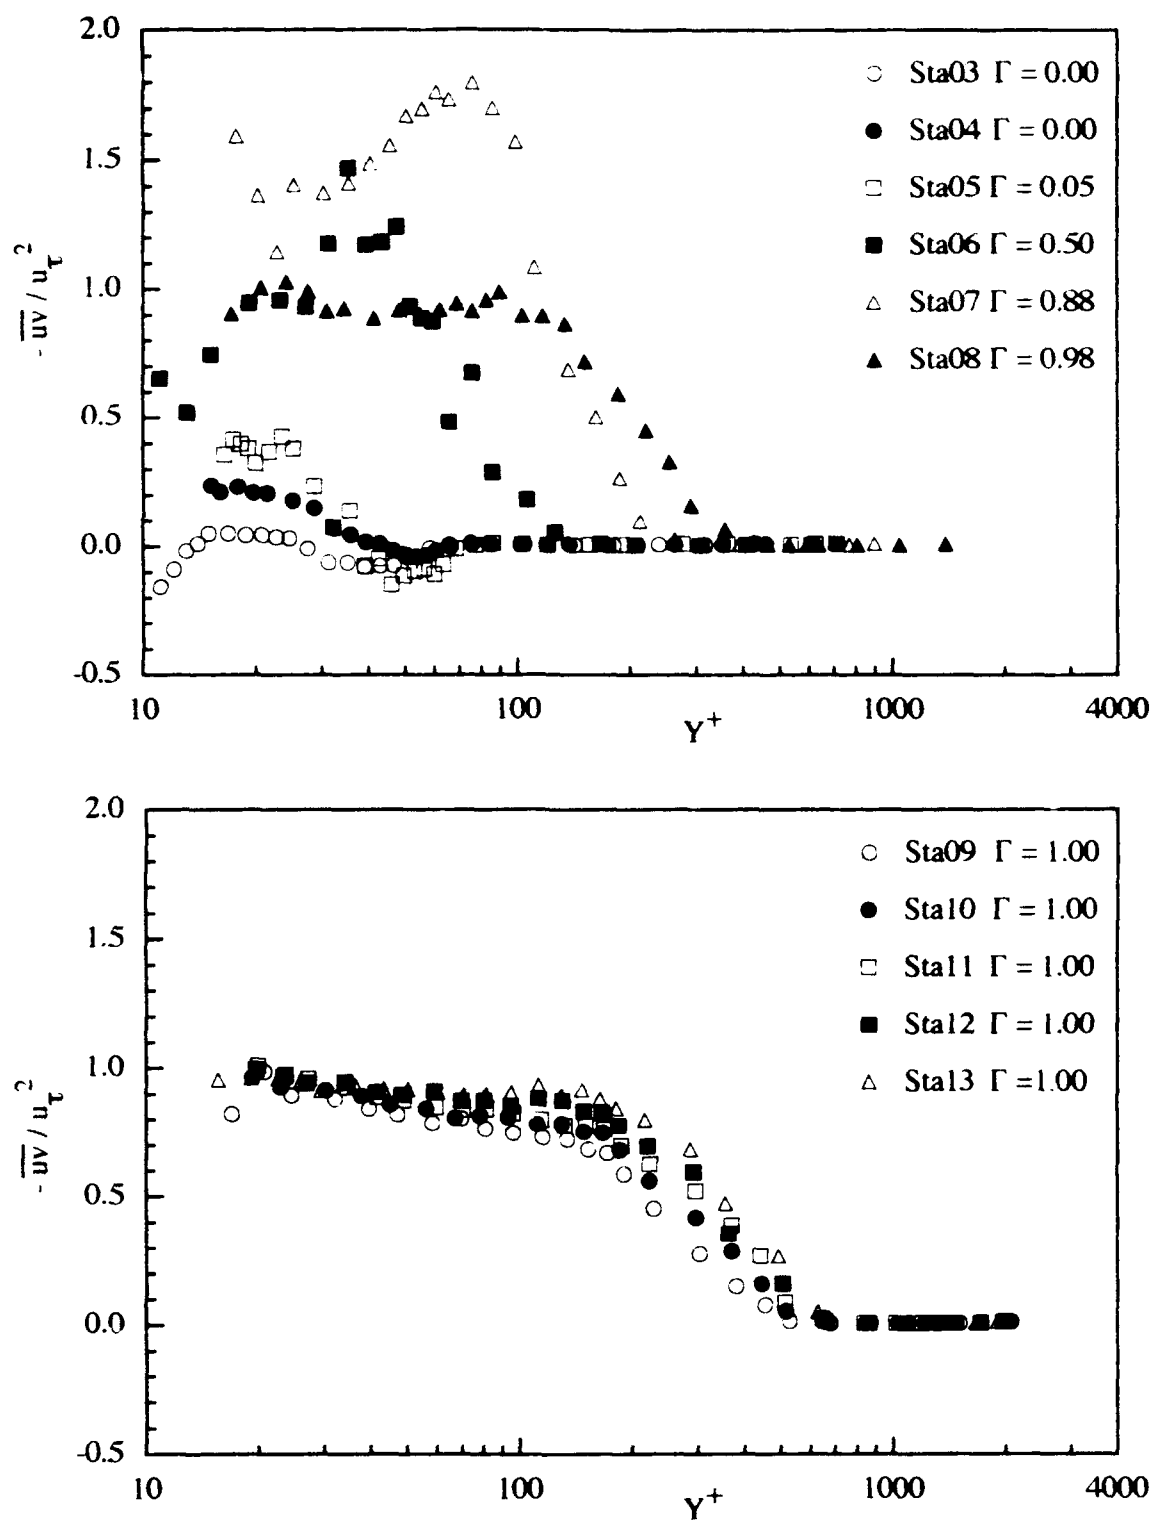 2.0
1.5
1.0
0.5
0.0
-0.5
- uv / u_τ^2
10
100
1000
4000
Y+
Sta03 Γ = 0.00
Sta04 Γ = 0.00
Sta05 Γ = 0.05
Sta06 Γ = 0.50
Sta07 Γ = 0.88
Sta08 Γ = 0.98
2.0
1.5
1.0
0.5
0.0
-0.5
- uv / u_τ^2
10
100
1000
4000
Y+
Sta09 Γ = 1.00
Sta10 Γ = 1.00
Sta11 Γ = 1.00
Sta12 Γ = 1.00
Sta13 Γ = 1.00